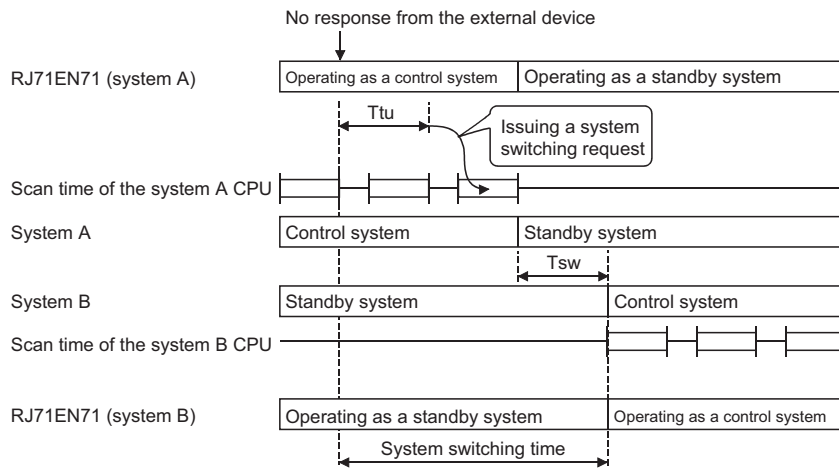 No response from the external device
RJ71EN71 (system A)
Operating as a control system
Operating as a standby system
Ttu
Issuing a system
switching request
Scan time of the system A CPU
System A
Control system
Standby system
Tsw
System B
Standby system
Control system
Scan time of the system B CPU
RJ71EN71 (system B)
Operating as a standby system
Operating as a control system
System switching time